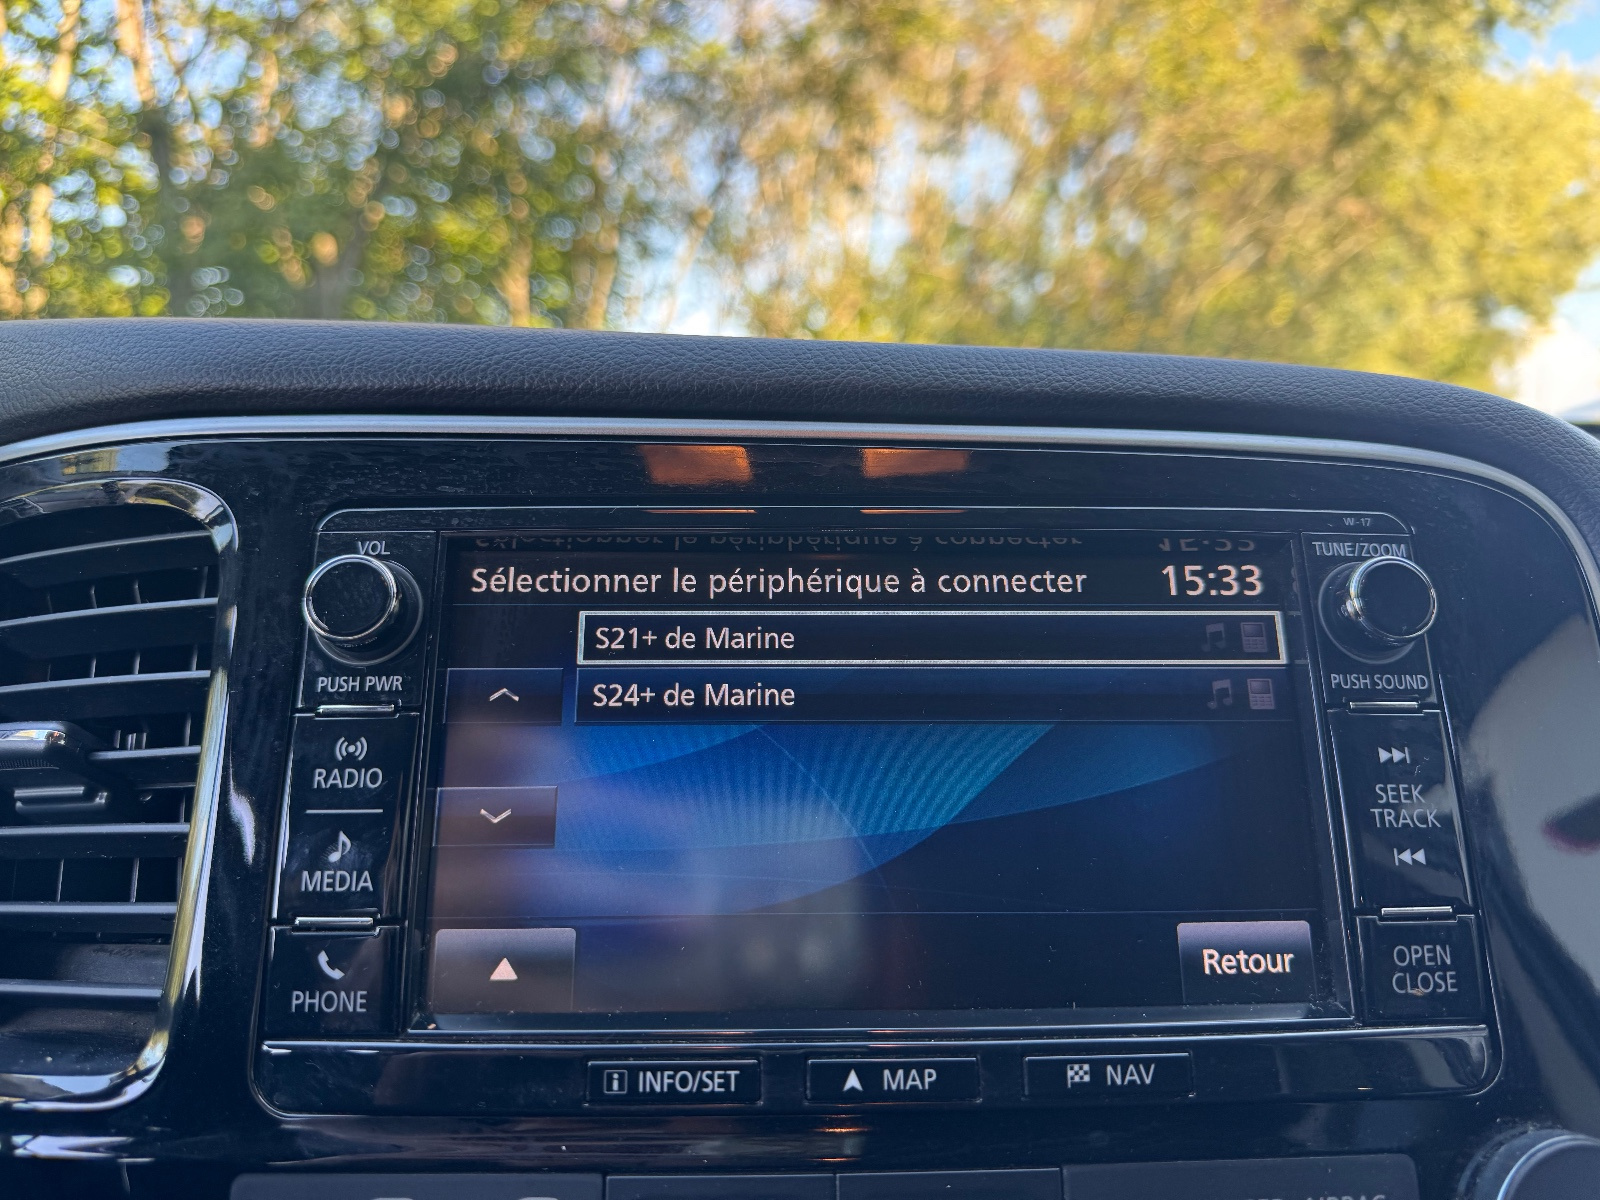 W-17
VOL
TUNE/ZOOM
Sélectionner le périphérique à connecter
15:33
S21+ de Marine
S24+ de Marine
PUSH PWR
PUSH SOUND
RADIO
SEEK
TRACK
MEDIA
PHONE
Retour
OPEN
CLOSE
INFO/SET
MAP
NAV